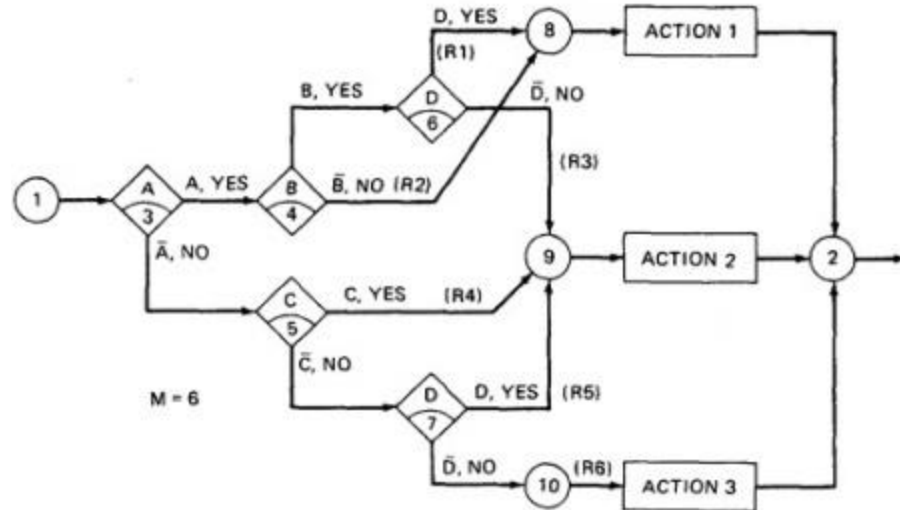 D, YES
8
ACTION 1
(R1)
B, YES
D
6
D̄, NO
(R3)
1
A
3
A, YES
B
4
B̄, NO (R2)
Ā, NO
9
ACTION 2
2
C
5
C, YES
(R4)
C̄, NO
M = 6
D
7
D, YES
(R5)
D̄, NO
10
(R6)
ACTION 3